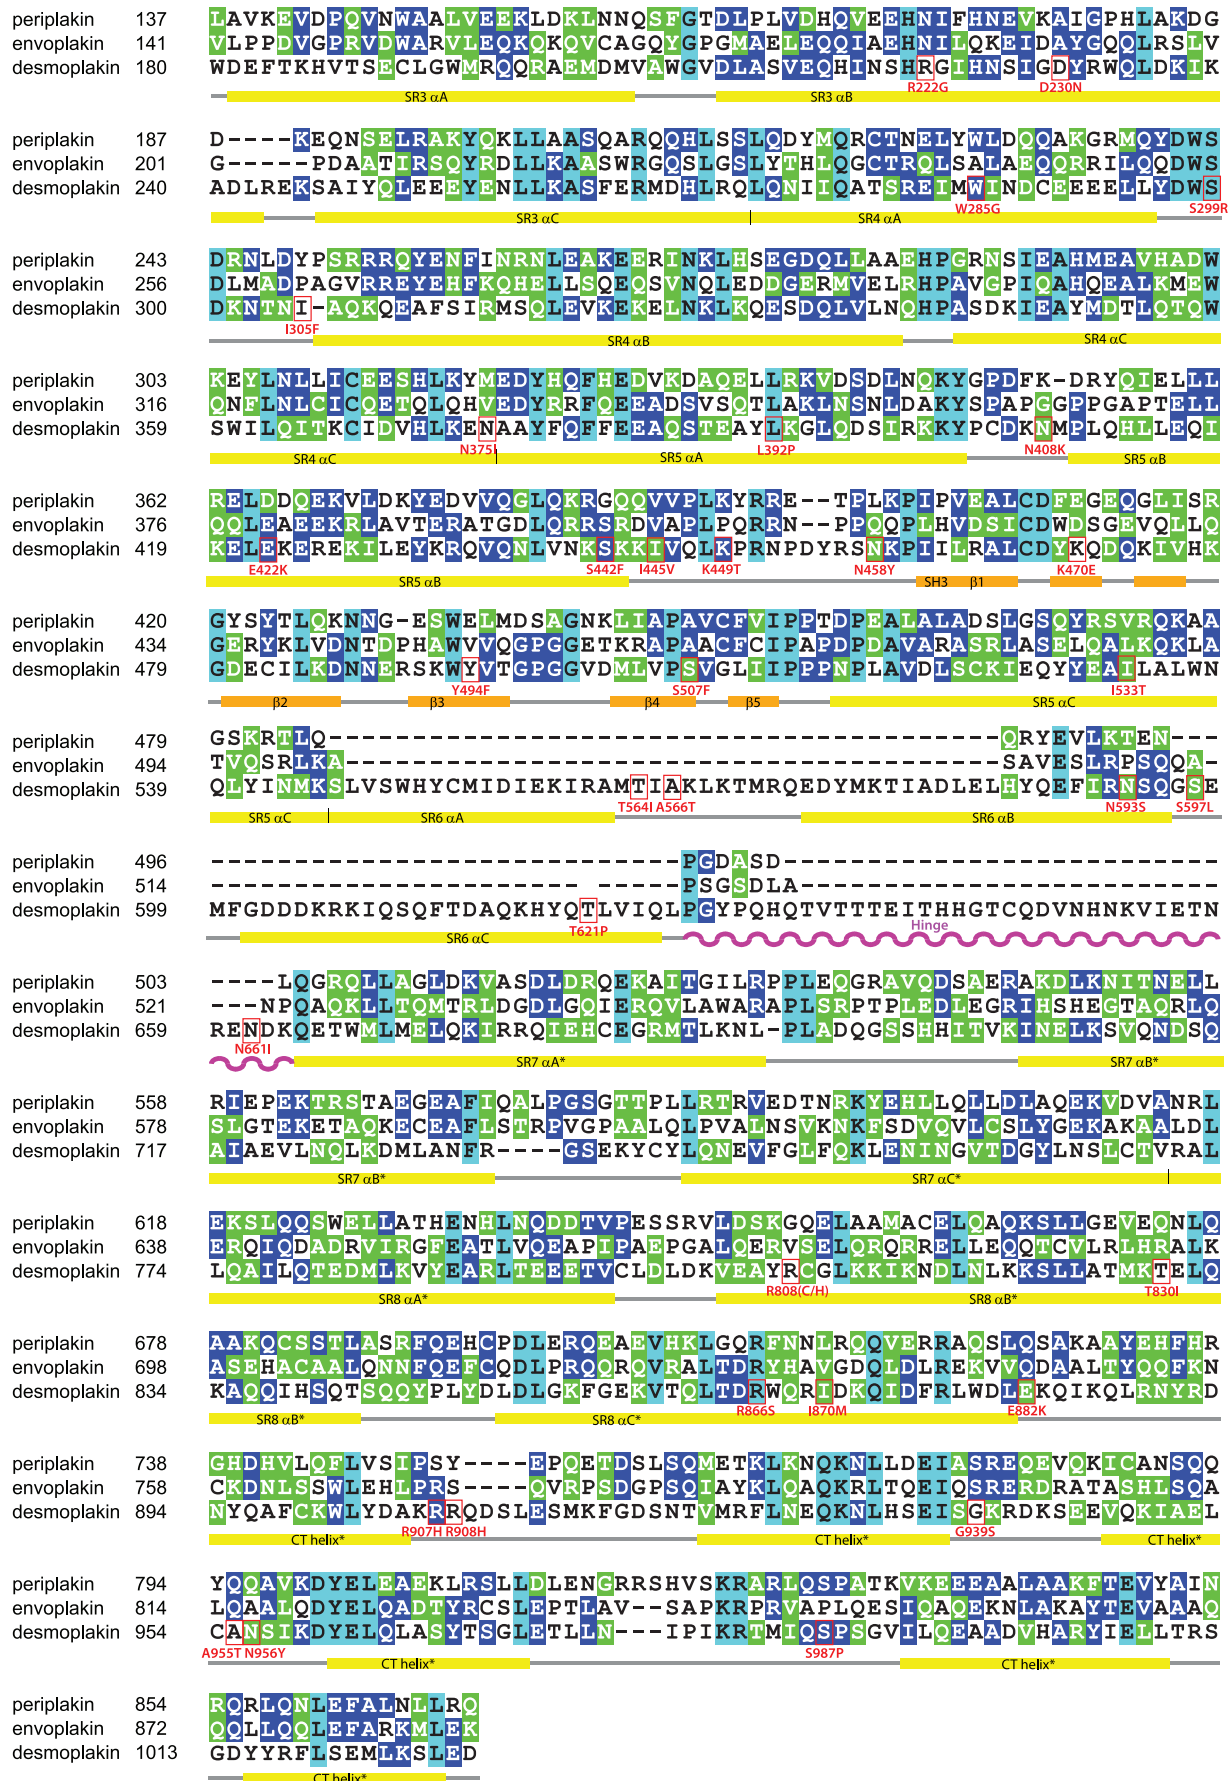 periplakin 137 LAVKEVDPQVNWAALVEEKLDKLNNQSFGTDLPLVDHQVEEHNIFHNEVKAIGPHLAKDG
envoplakin 141 VLPPDVGPRVDWARVLEQKQKQVCAGQYGPGMAELEQQIAEHNILQKEIDAYGQQLRSLV
desmoplakin 180 WDEFTKHVTSECLGWMRQQRAEMDMVAWGVDLASVEQHINSHRGIHNSIGDYRWQLDKIK
R222G D230N
SR3 αA SR3 αB
periplakin 187 D----KEQNSELRAKYQKLLAASQARQQHLSSLQDYMQRCTNELYWLDQQAKGRMQYDWS
envoplakin 201 G-----PDAATIRSQYRDLLKAASWRGQSLGSLYTHLQGCTRQLSALAEQQRRILQQDWS
desmoplakin 240 ADLREKSAIYQLEEEYENLLKASFERMDHLRQLQNIIQATSREIMWINDCEEEELLYDWS
W285G S299R
SR3 αC SR4 αA
periplakin 243 DRNLDYPSRRRQYENFINRNLEAKEERINKLHSEGDQLLAAEHPGRNSIEAHMEAVHADW
envoplakin 256 DLMADPAGVRREYEHFKQHELLSQEQSVNQLEDDGERMVELRHPAVGPIQAHQEALKMEW
desmoplakin 300 DKNTNI-AQKQEAFSIRMSQLEVKEKELNKLKQESDQLVLNQHPASDKIEAYMDTLQTQW
I305F
SR4 αB SR4 αC
periplakin 303 KEYLNLLICEESHLKYMEDYHQFHEDVKDAQELLRKVDSDLNQKYGPDFK-DRYQIELLL
envoplakin 316 QNFLNLCICQETQLQHVEDYRRFQEEADSVSQTLAKLNSNLDAKYSPAPGGPPGAPTELL
desmoplakin 359 SWILQITKCIDVHLKENAAYFQFFEEAQSTEAYLKGLQDSIRKKYPCDKNMPLQHLLEQI
N375I L392P N408K
SR4 αC SR5 αA SR5 αB
periplakin 362 RELDDQEKVLDKYEDVVQGLQKRGQQVVPLKYRRE--TPLKPIPVEALCDFEGEQGLISR
envoplakin 376 QQLEAEEKRLAVTERATGDLQRRSRDVAPLPQRRN--PPQQPLHVDSICDWDSGEVQLLQ
desmoplakin 419 KELEKEREKILEYKRQVQNLVNKSKKIVQLKPRNPDYRSNKPIILRALCDYKQDQKIVHK
E422K S442F I445V K449T N458Y K470E
SR5 αB SH3 β1
periplakin 420 GYSYTLQKNNG-ESWELMDSAGNKLIAPAVCFVIPPTDPEALALADSLGSQYRSVRQKAA
envoplakin 434 GERYKLVDNTDPHAWVVQGPGGETKRAPAACFCIPAPDPDAVARASRLASELQALKQKLA
desmoplakin 479 GDECILKDNNERSKWYVTGPGGVDMLVPSVGLIIPPPNPLAVDLSCKIEQYYEAILALWN
Y494F S507F I533T
β2 β3 β4 β5 SR5 αC
periplakin 479 GSKRTLQ----------------------------------------QRYEVLKTEN---
envoplakin 494 TVQSRLKA---------------------------------------SAVESLRPSQQA-
desmoplakin 539 QLYINMKSLVSWHYCMIDIEKIRAMTIAKLKTMRQEDYMKTIADLELHYQEFIRNSQGSE
T564I A566T N593S S597L
SR5 αC SR6 αA SR6 αB
periplakin 496 ----------------------------PGDASD--------------------------
envoplakin 514 ----------------------------PSGSDLA-------------------------
desmoplakin 599 MFGDDDKRKIQSQFTDAQKHYQTLVIQLPGYPQHQTVTTTEITHHGTCQDVNHNKVIETN
T621P Hinge
SR6 αC
periplakin 503 ----LQGRQLLAGLDKVASDLDRQEKAITGILRPPLEQGRAVQDSAERAKDLKNITNELL
envoplakin 521 ---NPQAQKLLTQMTRLDGDLGQIERQVLAWARAPLSRPTPLEDLEGRIHSHEGTAQRLQ
desmoplakin 659 RENDKQETWMLMELQKIRRQIEHCEGRMTLKNL-PLADQGSSHHITVKINELKSVQNDSQ
N661I
SR7 αA* SR7 αB*
periplakin 558 RIEPEKTRSTAEGEAFIQALPGSGTTPLLRTRVEDTNRKYEHLLQLLDLAQEKVDVANRL
envoplakin 578 SLGTEKETAQKECEAFLSTRPVGPAALQLPVALNSVKNKFSDVQVLCSLYGEKAKAALDL
desmoplakin 717 AIAEVLNQLKDMLANFR----GSEKYCYLQNEVFGLFQKLENINGVTDGYLNSLCTVRAL
SR7 αB* SR7 αC*
periplakin 618 EKSLQQSWELLATHENHLNQDDTVPESSRVLDSKGQELAAMACELQAQKSLLGEVEQNLQ
envoplakin 638 ERQIQDADRVIRGFEATLVQEAPIPAEPGALQERVSELQRQRRELLEQQTCVLRLHRALK
desmoplakin 774 LQAILQTEDMLKVYEARLTEEETVCLDLDKVEAYRCGLKKIKNDLNLKKSLLATMKTELQ
R808(C/H) T830I
SR8 αA* SR8 αB*
periplakin 678 AAKQCSSTLASRFQEHCPDLERQEAEVHKLGQRFNNLRQQVERRAQSLQSAKAAYEHFHR
envoplakin 698 ASEHACAALQNNFQEFCQDLPRQQRQVRALTDRYHAVGDQLDLREKVVQDAALTYQQFKN
desmoplakin 834 KAQQIHSQTSQQYPLYDLDLGKFGEKVTQLTDRWQRIDKQIDFRLWDLEKQIKQLRNYRD
R866S I870M E882K
SR8 αB* SR8 αC*
periplakin 738 GHDHVLQFLVSIPSY----EPQETDSLSQMETKLKNQKNLLDEIASREQEVQKICANSQQ
envoplakin 758 CKDNLSSWLEHLPRS----QVRPSDGPSQIAYKLQAQKRLTQEIQSRERDRATASHLSQA
desmoplakin 894 NYQAFCKWLYDAKRRQDSLESMKFGDSNTVMRFLNEQKNLHSEISGKRDKSEEVQKIAEL
R907H R908H G939S
CT helix* CT helix* CT helix*
periplakin 794 YQQAVKDYELEAEKLRSLLDLENGRRSHVSKRARLQSPATKVKEEEAALAAKFTEVYAIN
envoplakin 814 LQAALQDYELQADTYRCSLEPTLAV--SAPKRPRVAPLQESIQAQEKNLAKAYTEVAAAQ
desmoplakin 954 CANSIKDYELQLASYTSGLETLLN---IPIKRTMIQSPSGVILQEAADVHARYIELLTRS
A955T N956Y S987P
CT helix* CT helix*
periplakin 854 RQRLQNLEFALNLLRQ
envoplakin 872 QQLLQQLEFARKMLEK
desmoplakin 1013 GDYYRFLSEMLKSLED
CT helix*